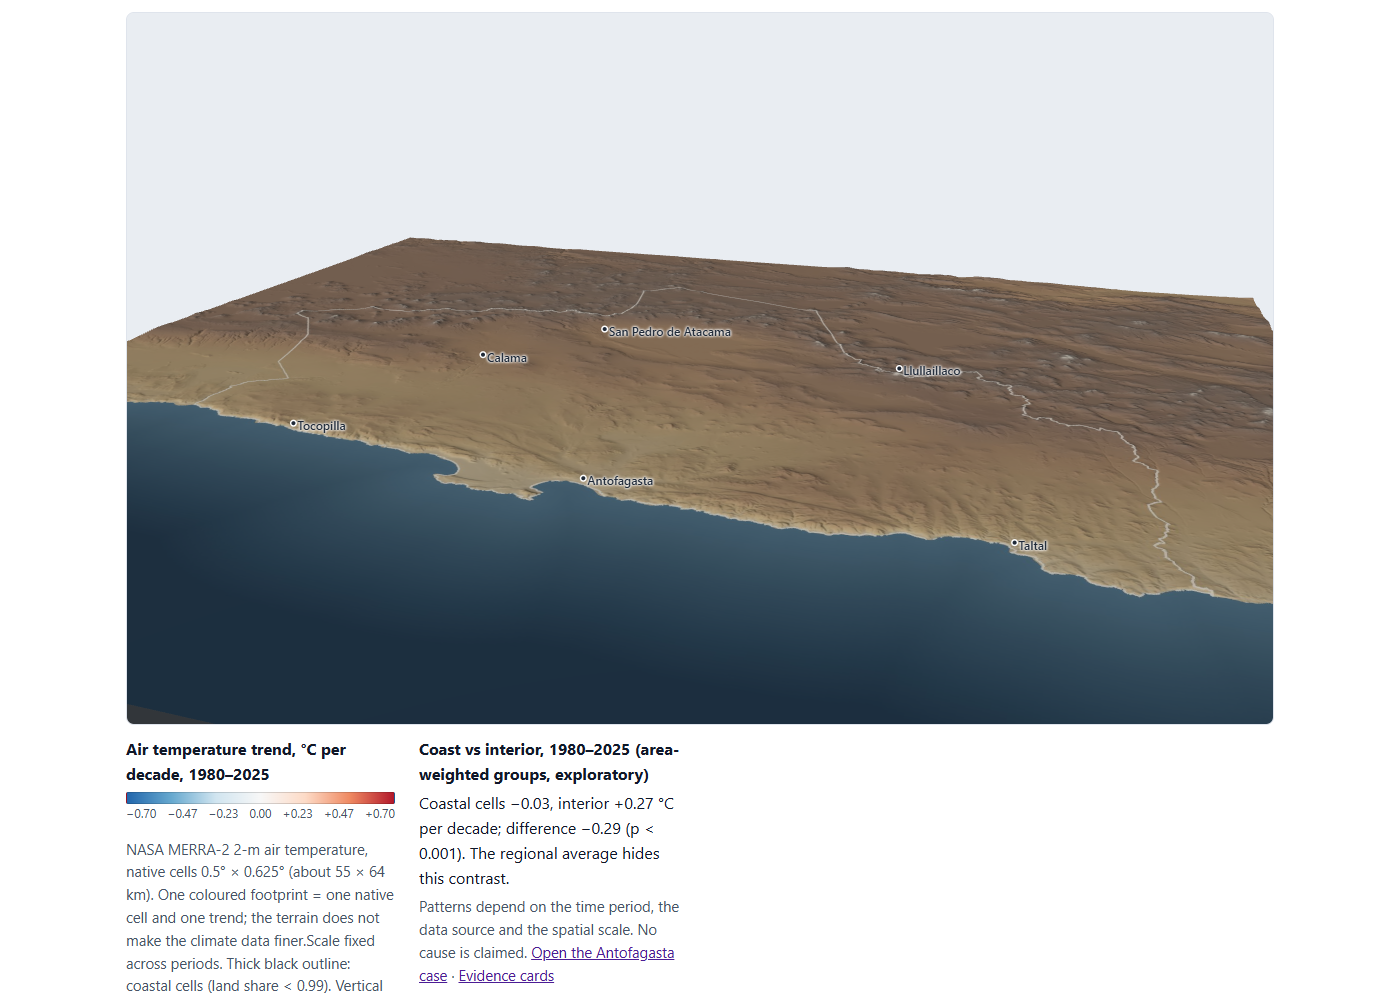 San Pedro de Atacama
Calama
Llullaillaco
Tocopilla
Antofagasta
Taltal
Air temperature trend, °C per
decade, 1980–2025
−0.70 −0.47 −0.23 0.00 +0.23 +0.47 +0.70
NASA MERRA-2 2-m air temperature,
native cells 0.5° × 0.625° (about 55 × 64
km). One coloured footprint = one native
cell and one trend; the terrain does not
make the climate data finer.Scale fixed
across periods. Thick black outline:
coastal cells (land share < 0.99). Vertical
Coast vs interior, 1980–2025 (area-
weighted groups, exploratory)
Coastal cells −0.03, interior +0.27 °C
per decade; difference −0.29 (p <
0.001). The regional average hides
this contrast.
Patterns depend on the time period, the
data source and the spatial scale. No
cause is claimed. Open the Antofagasta
case · Evidence cards